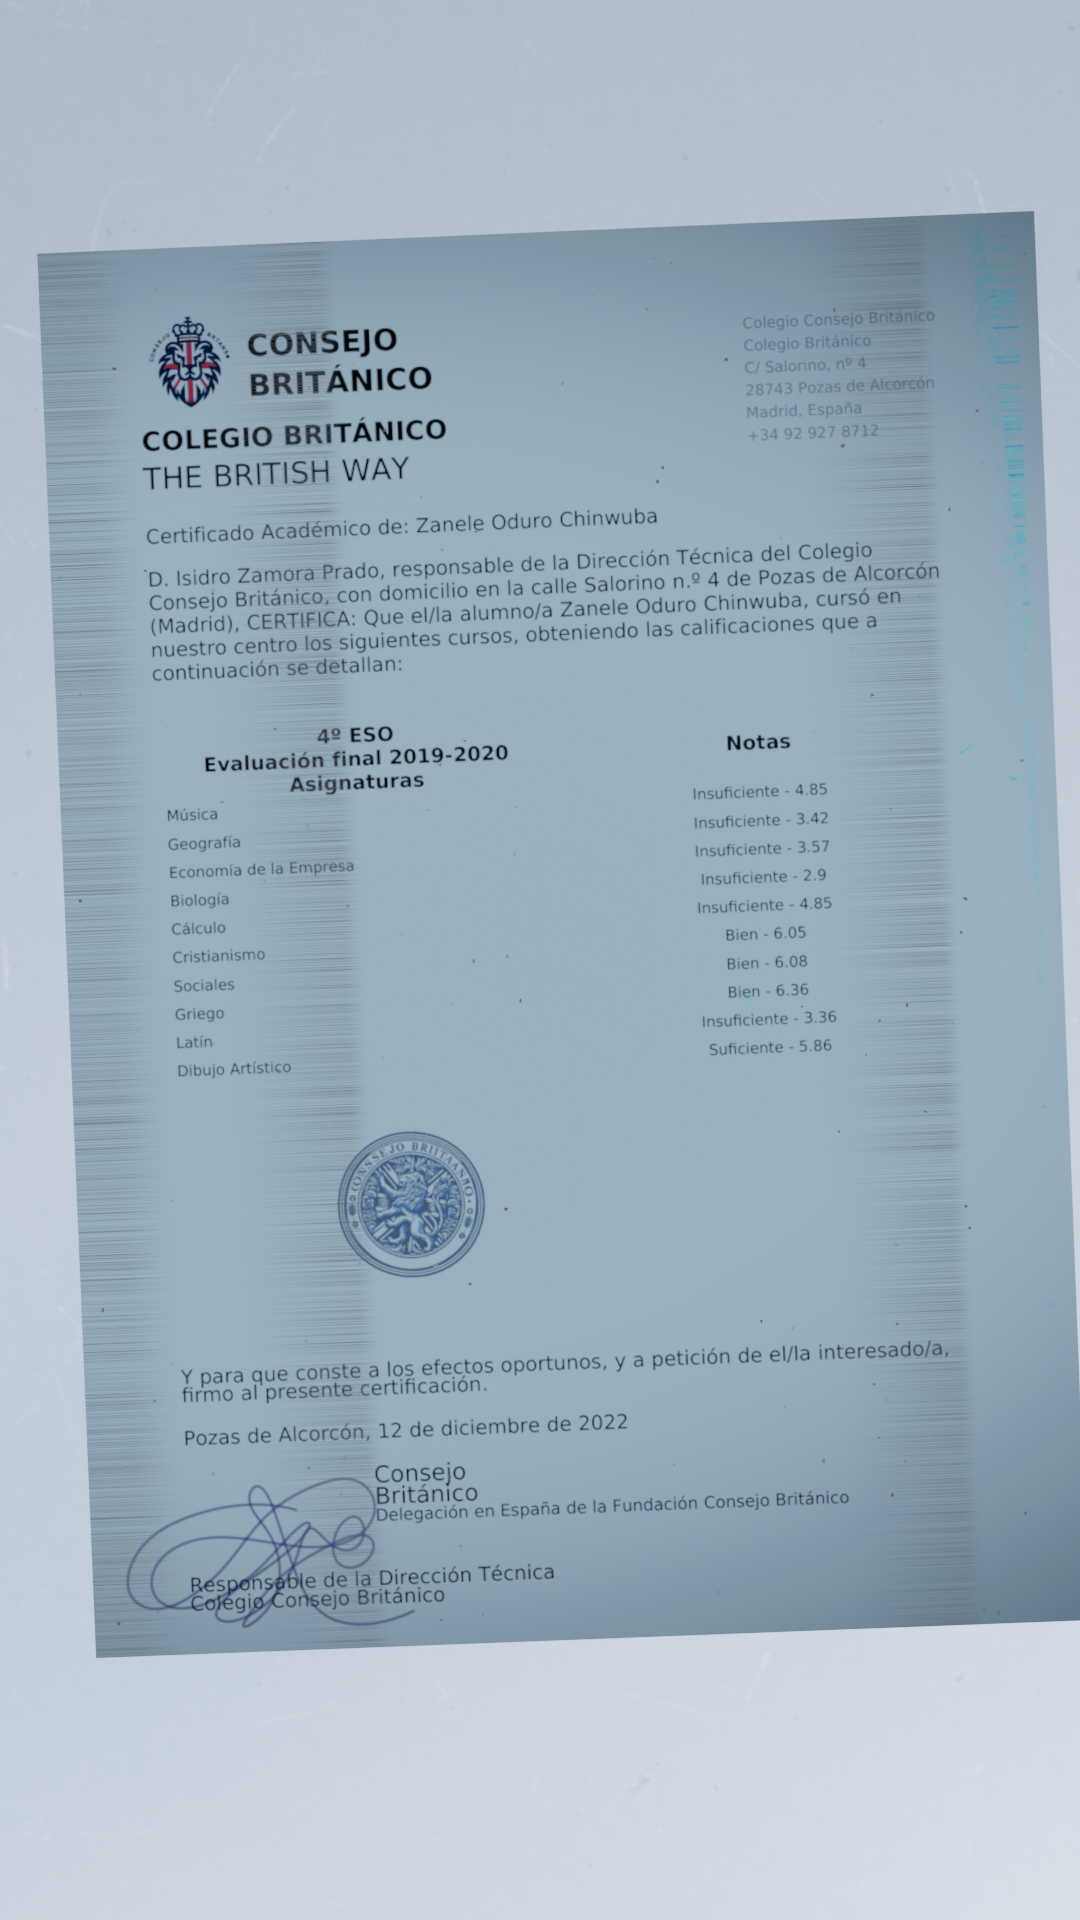 CONSEJO
BRITÁNICO
COLEGIO BRITÁNICO
THE BRITISH WAY
Colegio Consejo Británico
Colegio Británico
C/ Salorino, nº 4
28743 Pozas de Alcorcón
Madrid, España
+34 92 927 8712
Certificado Académico de: Zanele Oduro Chinwuba
D. Isidro Zamora Prado, responsable de la Dirección Técnica del Colegio
Consejo Británico, con domicilio en la calle Salorino n.º 4 de Pozas de Alcorcón
(Madrid), CERTIFICA: Que el/la alumno/a Zanele Oduro Chinwuba, cursó en
nuestro centro los siguientes cursos, obteniendo las calificaciones que a
continuación se detallan:
4º ESO
Evaluación final 2019-2020
Asignaturas
Notas
Música Insuficiente - 4.85
Geografía Insuficiente - 3.42
Economía de la Empresa Insuficiente - 3.57
Biología Insuficiente - 2.9
Cálculo Insuficiente - 4.85
Cristianismo Bien - 6.05
Sociales Bien - 6.08
Griego Bien - 6.36
Latín Insuficiente - 3.36
Dibujo Artístico Suficiente - 5.86
CONSSEJO BRIITAANNO
Y para que conste a los efectos oportunos, y a petición de el/la interesado/a,
firmo al presente certificación.
Pozas de Alcorcón, 12 de diciembre de 2022
Consejo
Británico
Delegación en España de la Fundación Consejo Británico
Responsable de la Dirección Técnica
Colegio Consejo Británico